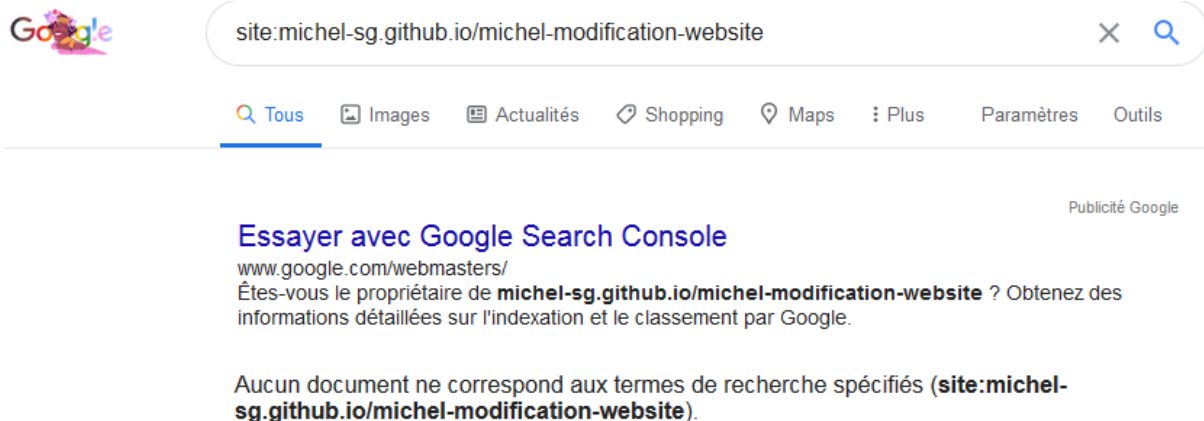 Google
site:michel-sg.github.io/michel-modification-website
Tous Images Actualités Shopping Maps Plus Paramètres Outils
Publicité Google
Essayer avec Google Search Console
www.google.com/webmasters/
Êtes-vous le propriétaire de michel-sg.github.io/michel-modification-website ? Obtenez des
informations détaillées sur l'indexation et le classement par Google.
Aucun document ne correspond aux termes de recherche spécifiés (site:michel-
sg.github.io/michel-modification-website).